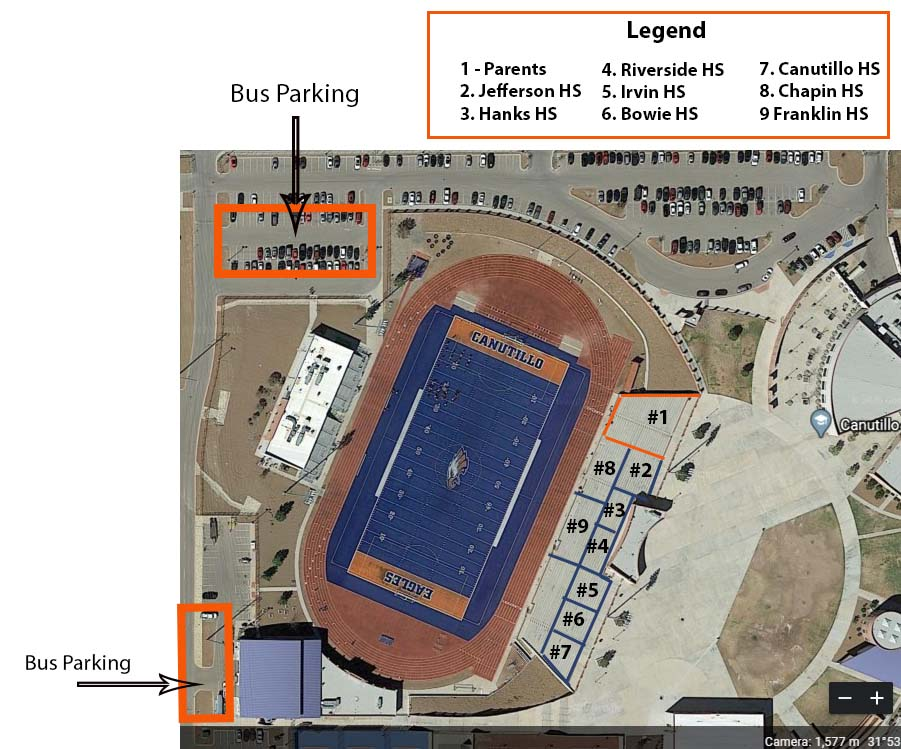 Legend
1 - Parents
2. Jefferson HS
3. Hanks HS
4. Riverside HS
5. Irvin HS
6. Bowie HS
7. Canutillo HS
8. Chapin HS
9 Franklin HS
Bus Parking
CANUTILLO
#1
Canutillo
#8
#2
#3
#9
#4
EAGLES
#5
#6
#7
Bus Parking
− +
Camera: 1,577 m 31°53